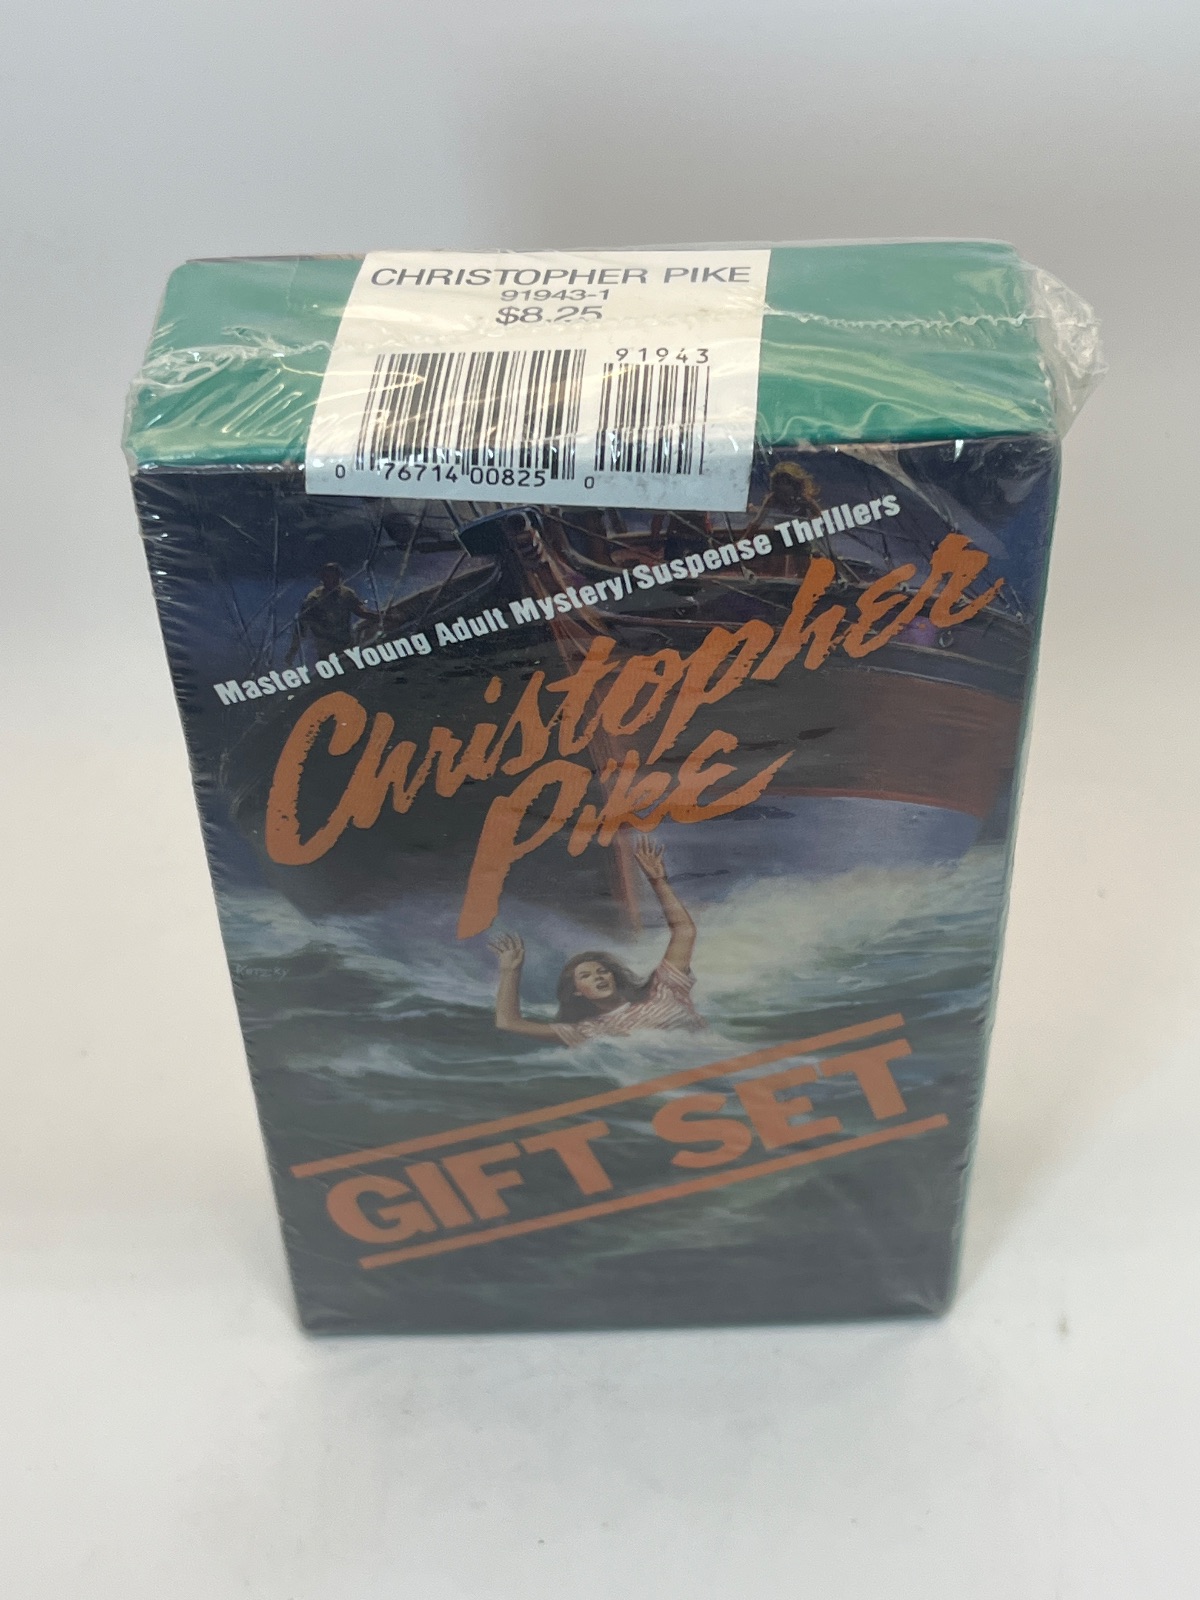 CHRISTOPHER PIKE
91943-1
$8.25
91943
0 76714 00825 0
Master of Young Adult Mystery/Suspense Thrillers
Christopher
Pike
GIFT SET